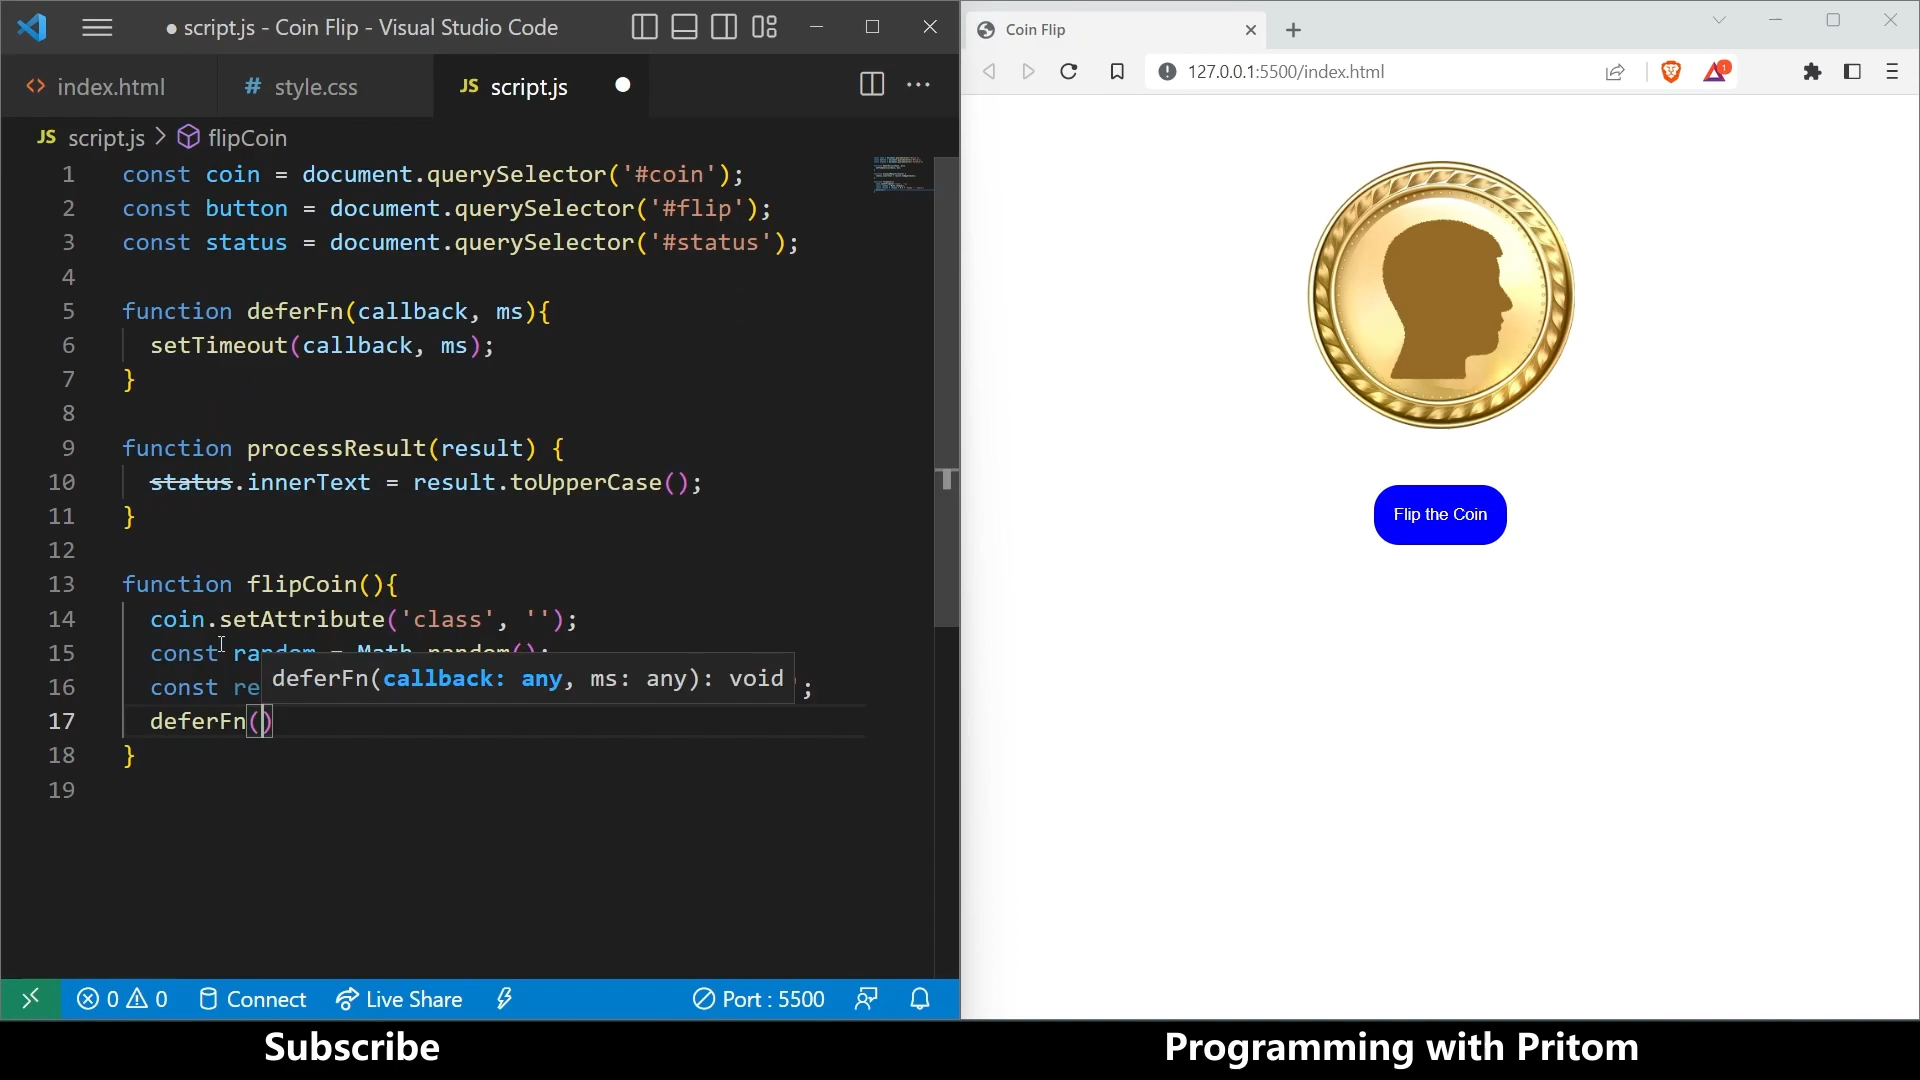 script.js - Coin Flip - Visual Studio Code
index.html
# style.css
JS script.js
JS script.js > flipCoin
1 const coin = document.querySelector('#coin');
2 const button = document.querySelector('#flip');
3 const status = document.querySelector('#status');
4
5 function deferFn(callback, ms){
6 setTimeout(callback, ms);
7 }
8
9 function processResult(result) {
10 status.innerText = result.toUpperCase();
11 }
12
13 function flipCoin(){
14 coin.setAttribute('class', '');
15 const random = Math.random();
16 const re ;
deferFn(callback: any, ms: any): void
17 deferFn()
18 }
19
0 0 Connect Live Share Port : 5500
Coin Flip
127.0.0.1:5500/index.html
1
Flip the Coin
Subscribe
Programming with Pritom